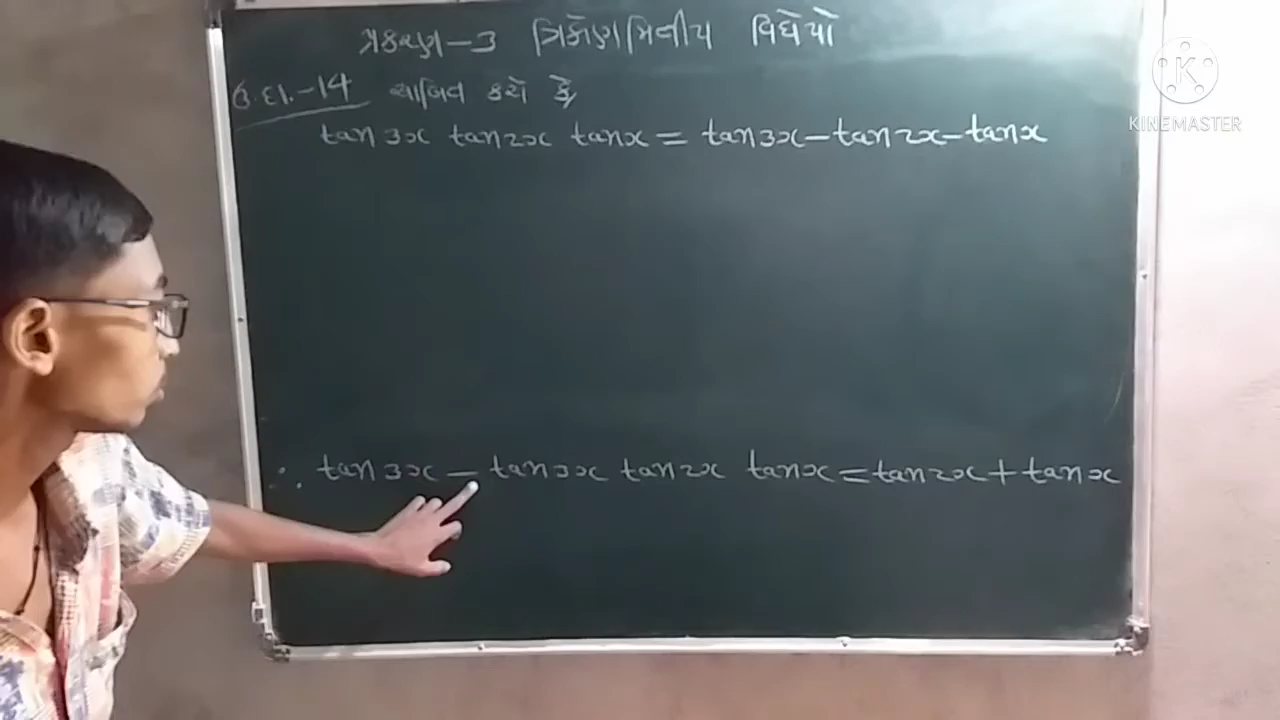 પ્રકરણ-3 ત્રિકોણમિતીય વિધેયો
ઉ.દા.-14 સાબિત કરો કે
tan3x tan2x tanx = tan3x-tan2x-tanx
∴ tan3x - tan3x tan2x tanx = tan2x + tanx
K
KINEMASTER